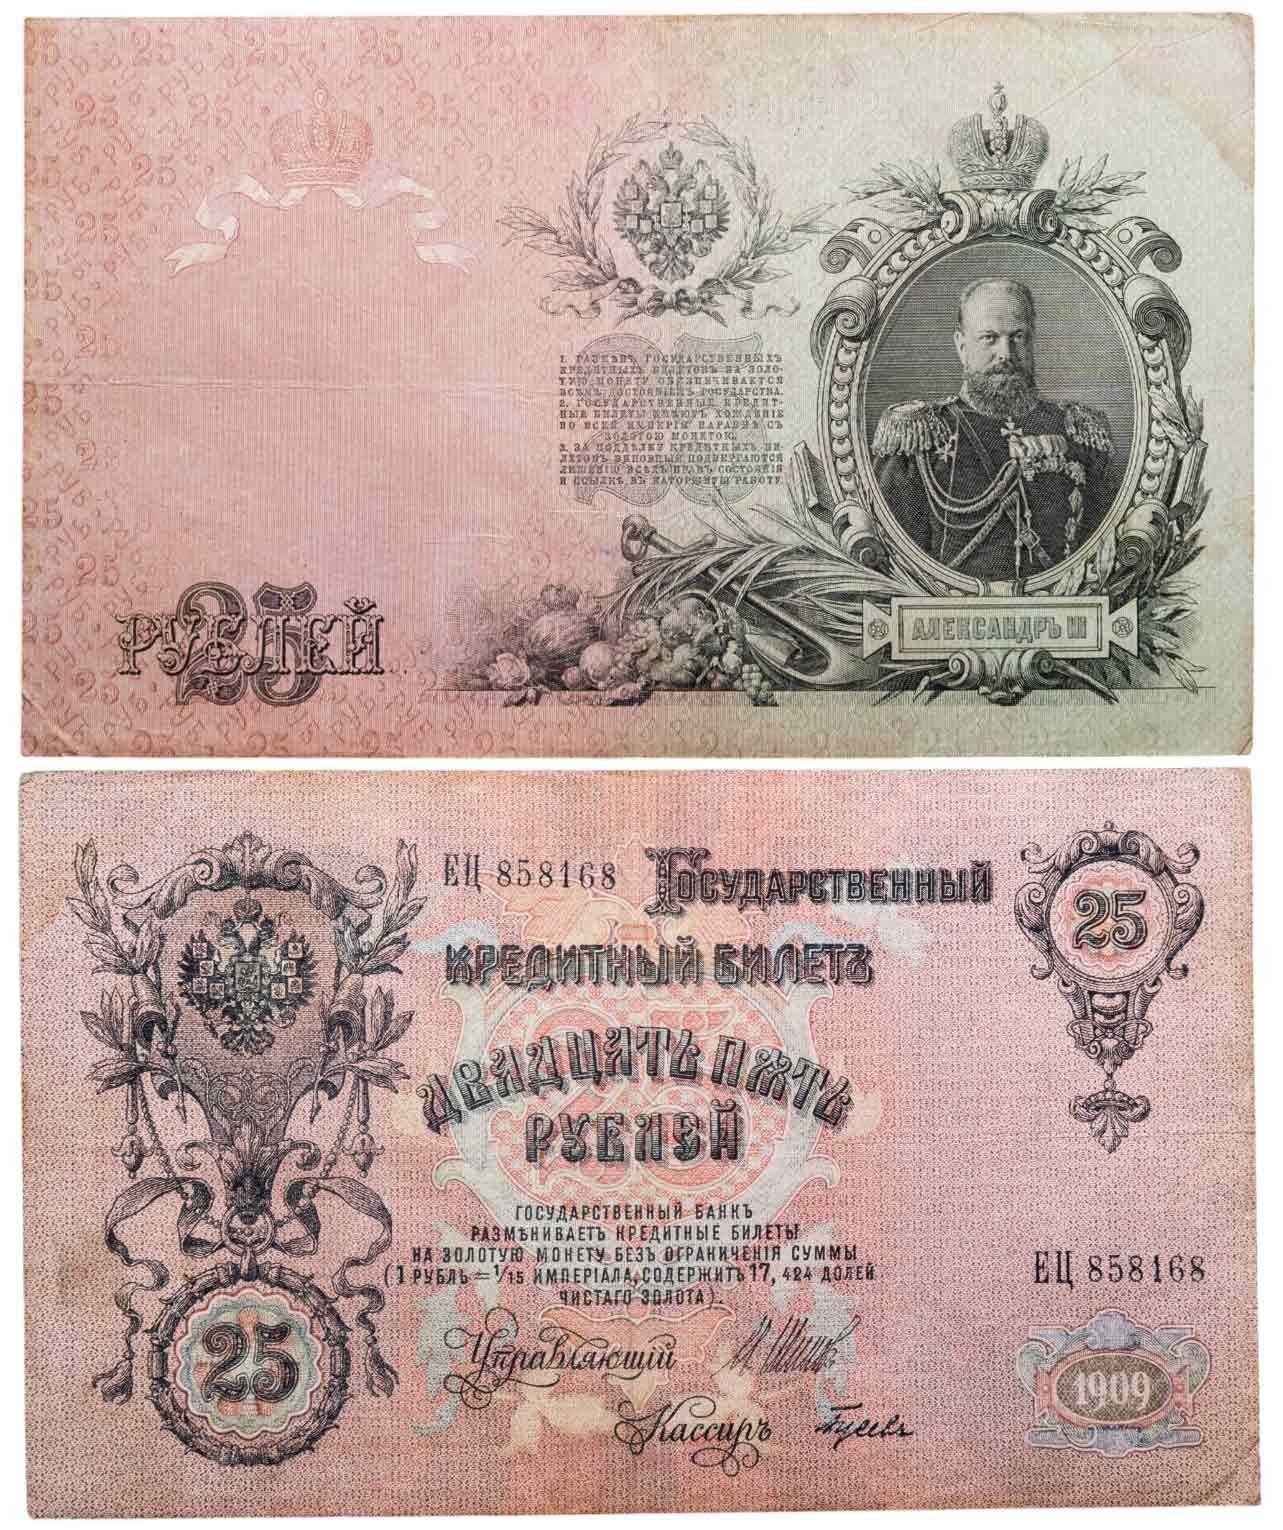 25
РУБЛЕЙ
1. РАЗМѢНЪ ГОСУДАРСТВЕННЫХЪ
КРЕДИТНЫХЪ БИЛЕТОВЪ НА ЗОЛО-
ТУЮ МОНЕТУ ОБЕЗПЕЧИВАЕТСЯ
ВСѢМЪ ДОСТОЯНІЕМЪ ГОСУДАРСТВА.
2. ГОСУДАРСТВЕННЫЕ КРЕДИТ-
НЫЕ БИЛЕТЫ ИМѢЮТЪ ХОЖДЕНІЕ
ВО ВСЕЙ ИМПЕРІИ НАРАВНѢ СЪ
ЗОЛОТОЮ МОНЕТОЮ.
3. ЗА ПОДДѢЛКУ КРЕДИТНЫХЪ БИ-
ЛЕТОВЪ ВИНОВНЫЕ ПОДВЕРГАЮТСЯ
ЛИШЕНІЮ ВСѢХЪ ПРАВЪ СОСТОЯНІЯ
И ССЫЛКѢ ВЪ КАТОРЖНУЮ РАБОТУ.
АЛЕКСАНДРЪ III
ЕЦ 858168
ГОСУДАРСТВЕННЫЙ
КРЕДИТНЫЙ БИЛЕТЪ
25
ДВАДЦАТЬ ПЯТЬ
РУБЛЕЙ
ГОСУДАРСТВЕННЫЙ БАНКЪ
РАЗМѢНИВАЕТЪ КРЕДИТНЫЕ БИЛЕТЫ
НА ЗОЛОТУЮ МОНЕТУ БЕЗЪ ОГРАНИЧЕНІЯ СУММЫ
(1 РУБЛЬ = 1/15 ИМПЕРІАЛА, СОДЕРЖИТЪ 17, 424 ДОЛЕЙ
ЧИСТАГО ЗОЛОТА).
ЕЦ 858168
25
Управляющій
Кассиръ
1909